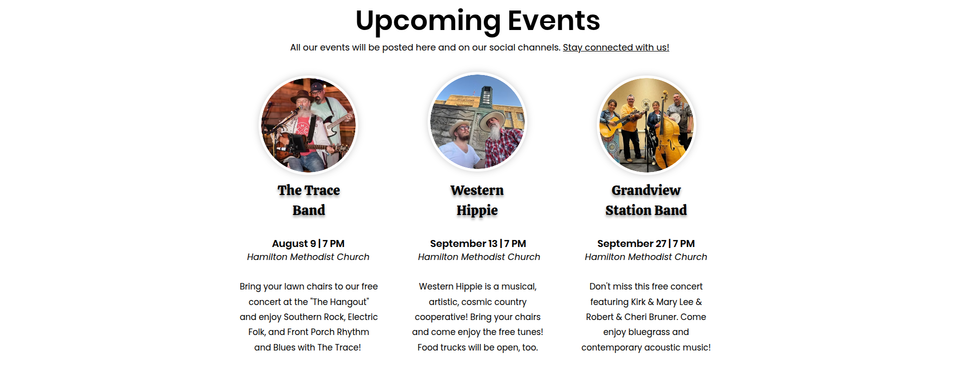 Upcoming Events
All our events will be posted here and on our social channels. Stay connected with us!
The Trace
Band
August 9 | 7 PM
Hamilton Methodist Church
Bring your lawn chairs to our free
concert at the "The Hangout"
and enjoy Southern Rock, Electric
Folk, and Front Porch Rhythm
and Blues with The Trace!
Western
Hippie
September 13 | 7 PM
Hamilton Methodist Church
Western Hippie is a musical,
artistic, cosmic country
cooperative! Bring your chairs
and come enjoy the free tunes!
Food trucks will be open, too.
Grandview
Station Band
September 27 | 7 PM
Hamilton Methodist Church
Don't miss this free concert
featuring Kirk & Mary Lee &
Robert & Cheri Bruner. Come
enjoy bluegrass and
contemporary acoustic music!